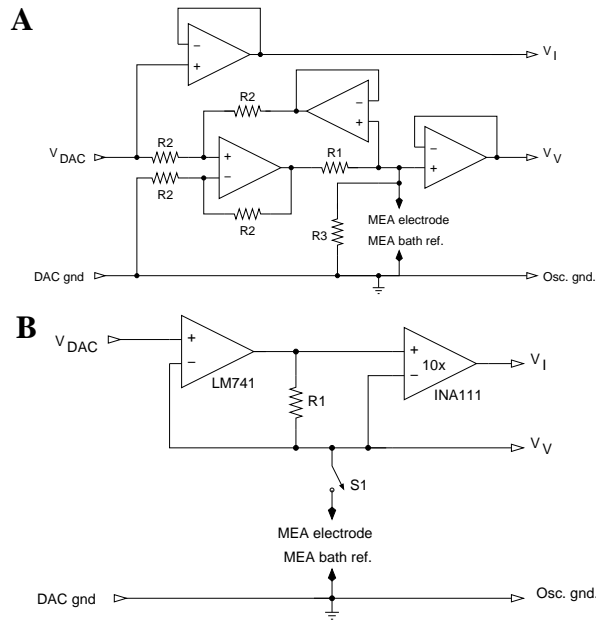 A
−
+
V_I
R2
−
+
V_DAC
R2
+
−
R1
−
+
V_V
R2
R2
R3
MEA electrode
MEA bath ref.
DAC gnd
Osc. gnd.
B
V_DAC
+
−
LM741
+
10x
−
INA111
V_I
R1
V_V
S1
MEA electrode
MEA bath ref.
DAC gnd
Osc. gnd.